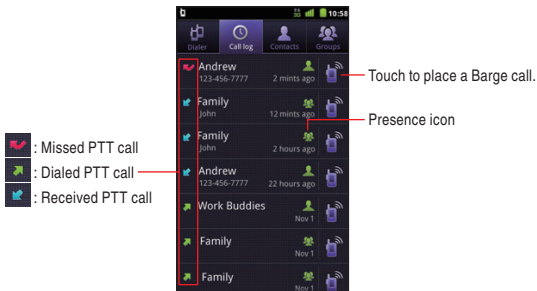 10:58
Dialer Call log Contacts Groups
Andrew
123-456-7777 2 mints ago
Family
John 12 mints ago
Family
John 2 hours ago
Andrew
123-456-7777 22 hours ago
Work Buddies
Nov 1
Family
Nov 1
Family
Nov 1
Touch to place a Barge call.
Presence icon
: Missed PTT call
: Dialed PTT call
: Received PTT call